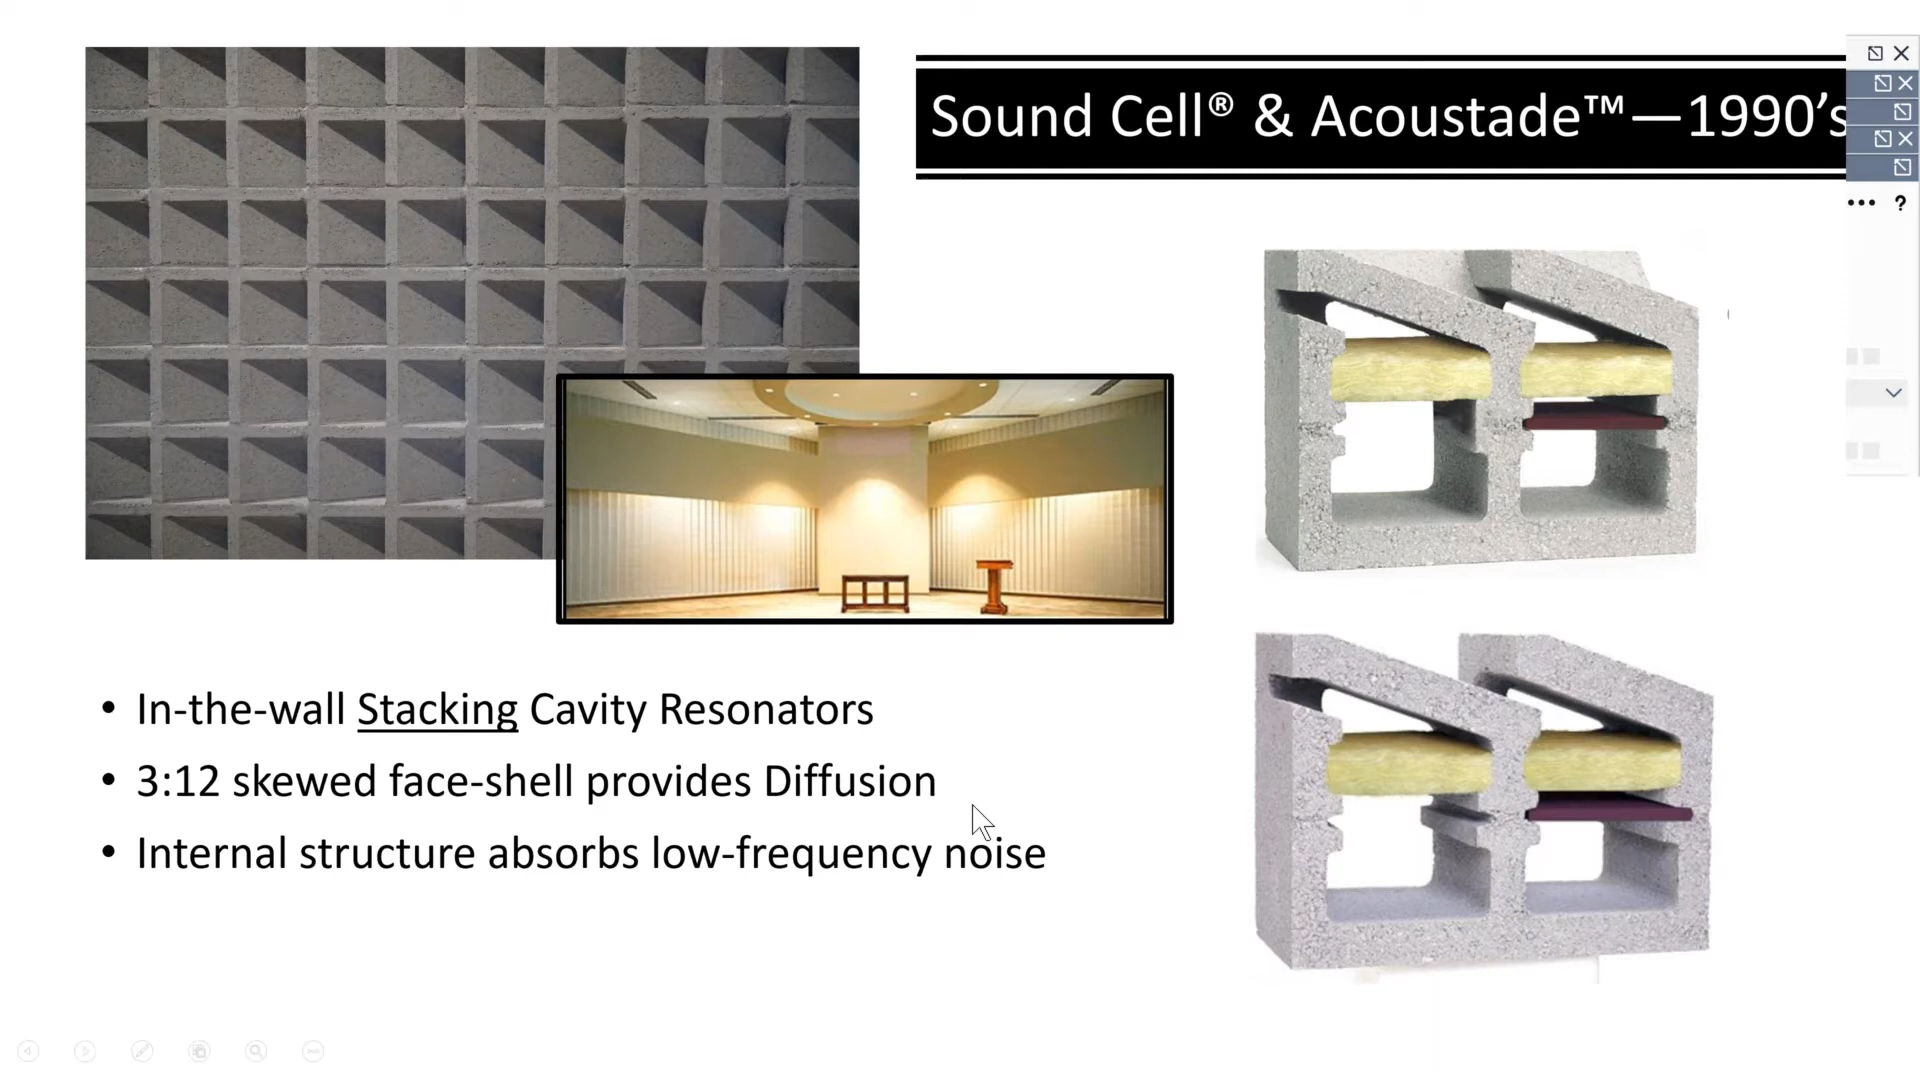 Sound Cell® & Acoustade™—1990's
• In-the-wall Stacking Cavity Resonators
• 3:12 skewed face-shell provides Diffusion
• Internal structure absorbs low-frequency noise